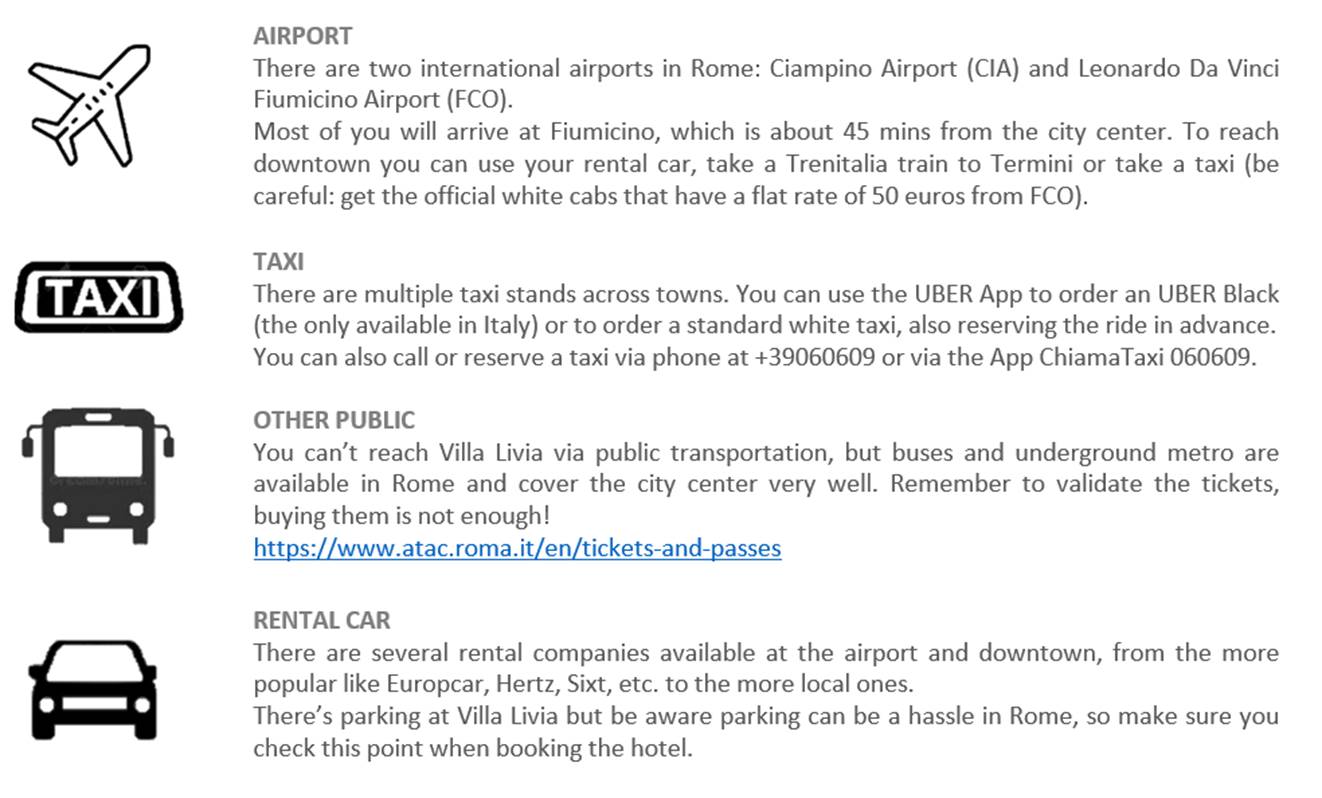 AIRPORT
There are two international airports in Rome: Ciampino Airport (CIA) and Leonardo Da Vinci
Fiumicino Airport (FCO).
Most of you will arrive at Fiumicino, which is about 45 mins from the city center. To reach
downtown you can use your rental car, take a Trenitalia train to Termini or take a taxi (be
careful: get the official white cabs that have a flat rate of 50 euros from FCO).
TAXI
TAXI
There are multiple taxi stands across towns. You can use the UBER App to order an UBER Black
(the only available in Italy) or to order a standard white taxi, also reserving the ride in advance.
You can also call or reserve a taxi via phone at +39060609 or via the App ChiamaTaxi 060609.
OTHER PUBLIC
You can’t reach Villa Livia via public transportation, but buses and underground metro are
available in Rome and cover the city center very well. Remember to validate the tickets,
buying them is not enough!
https://www.atac.roma.it/en/tickets-and-passes
RENTAL CAR
There are several rental companies available at the airport and downtown, from the more
popular like Europcar, Hertz, Sixt, etc. to the more local ones.
There’s parking at Villa Livia but be aware parking can be a hassle in Rome, so make sure you
check this point when booking the hotel.